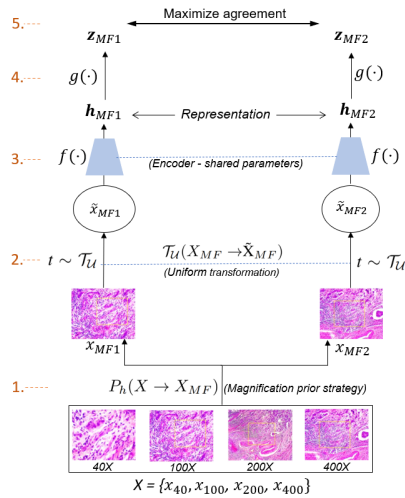 5.---- Maximize agreement
𝒛_MF1 𝒛_MF2
4.---- g(·) g(·)
𝒉_MF1 Representation 𝒉_MF2
3.---- f(·) f(·)
(Encoder - shared parameters)
x̃_MF1 x̃_MF2
2.---- t ~ 𝒯_𝒰 𝒯_𝒰(X_MF → X̃_MF) t ~ 𝒯_𝒰
(Uniform transformation)
x_MF1 x_MF2
1.---- P_h(X → X_MF) (Magnification prior strategy)
40X 100X 200X 400X
X = {x_40, x_100, x_200, x_400}